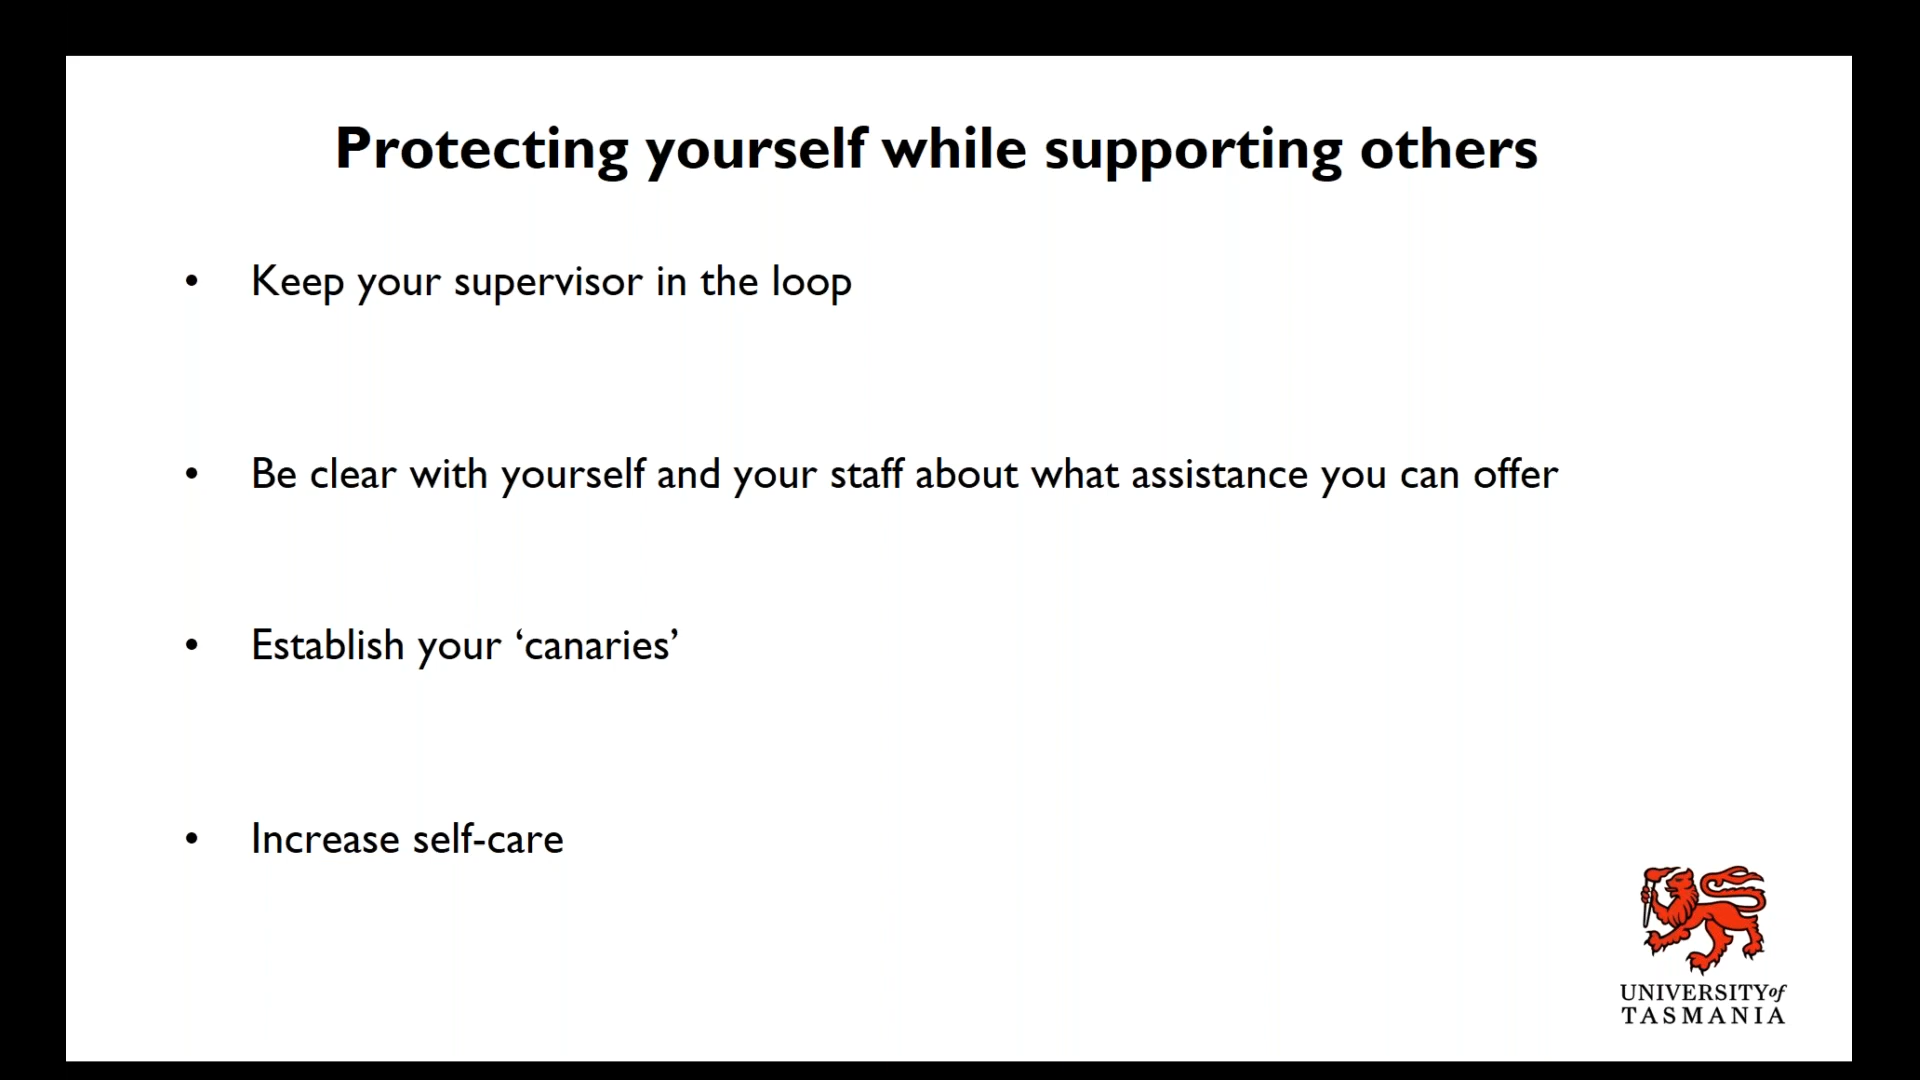 Protecting yourself while supporting others
• Keep your supervisor in the loop
• Be clear with yourself and your staff about what assistance you can offer
• Establish your ‘canaries’
• Increase self-care
UNIVERSITY of
TASMANIA